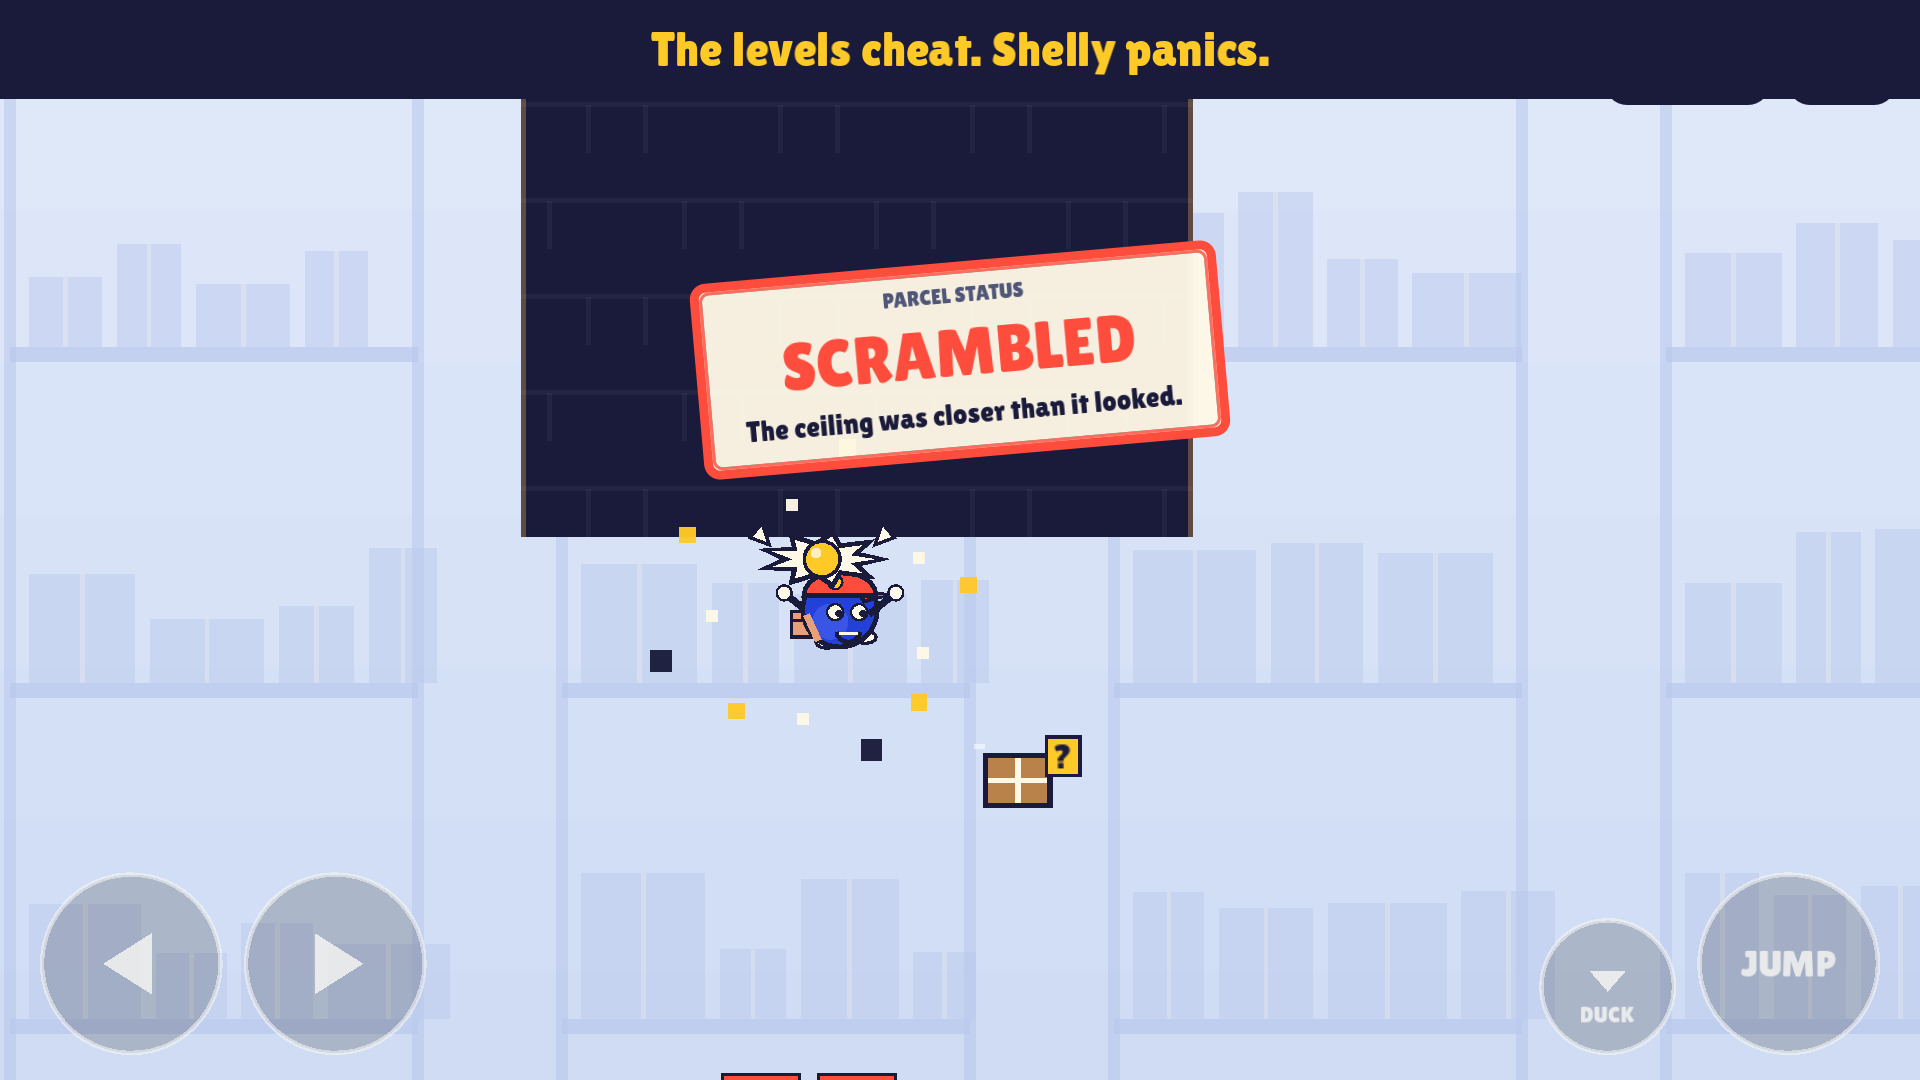 The levels cheat. Shelly panics.
PARCEL STATUS
SCRAMBLED
The ceiling was closer than it looked.
?
JUMP
DUCK